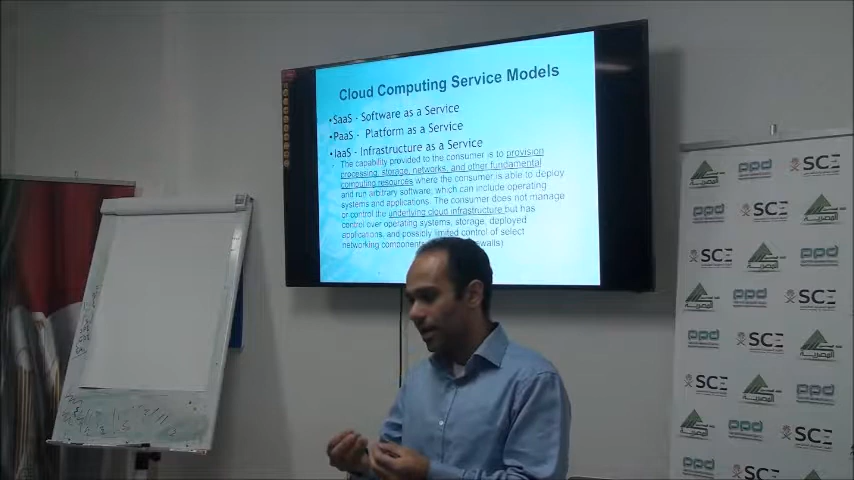 Cloud Computing Service Models
•SaaS - Software as a Service
•PaaS - Platform as a Service
•IaaS - Infrastructure as a Service
The capability provided to the consumer is to provision
processing, storage, networks, and other fundamental
computing resources where the consumer is able to deploy
and run arbitrary software, which can include operating
systems and applications. The consumer does not manage
or control the underlying cloud infrastructure but has
control over operating systems, storage, deployed
applications, and possibly limited control of select
networking components
firewalls)
ppd
SCE
المصرية